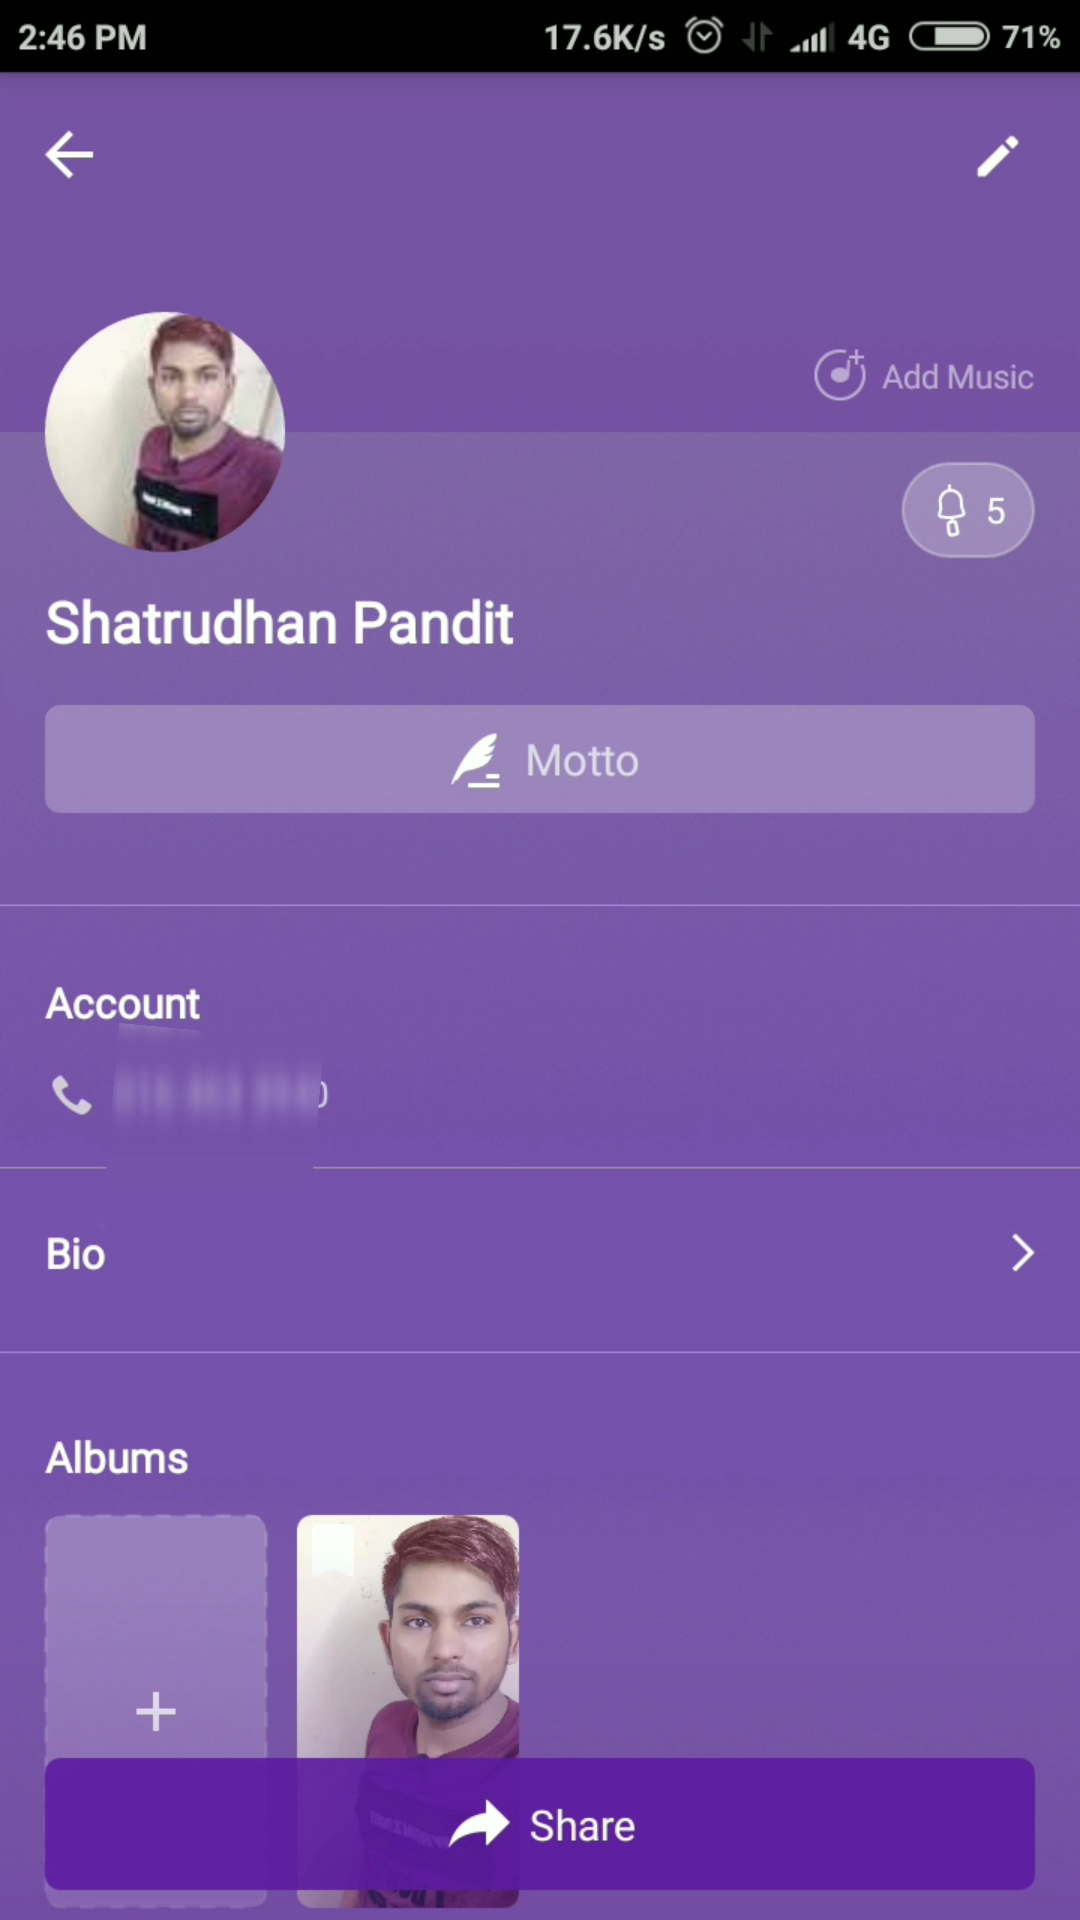 2:46 PM 17.6K/s 4G 71%
Add Music
5
Shatrudhan Pandit
Motto
Account
Bio
Albums
Share